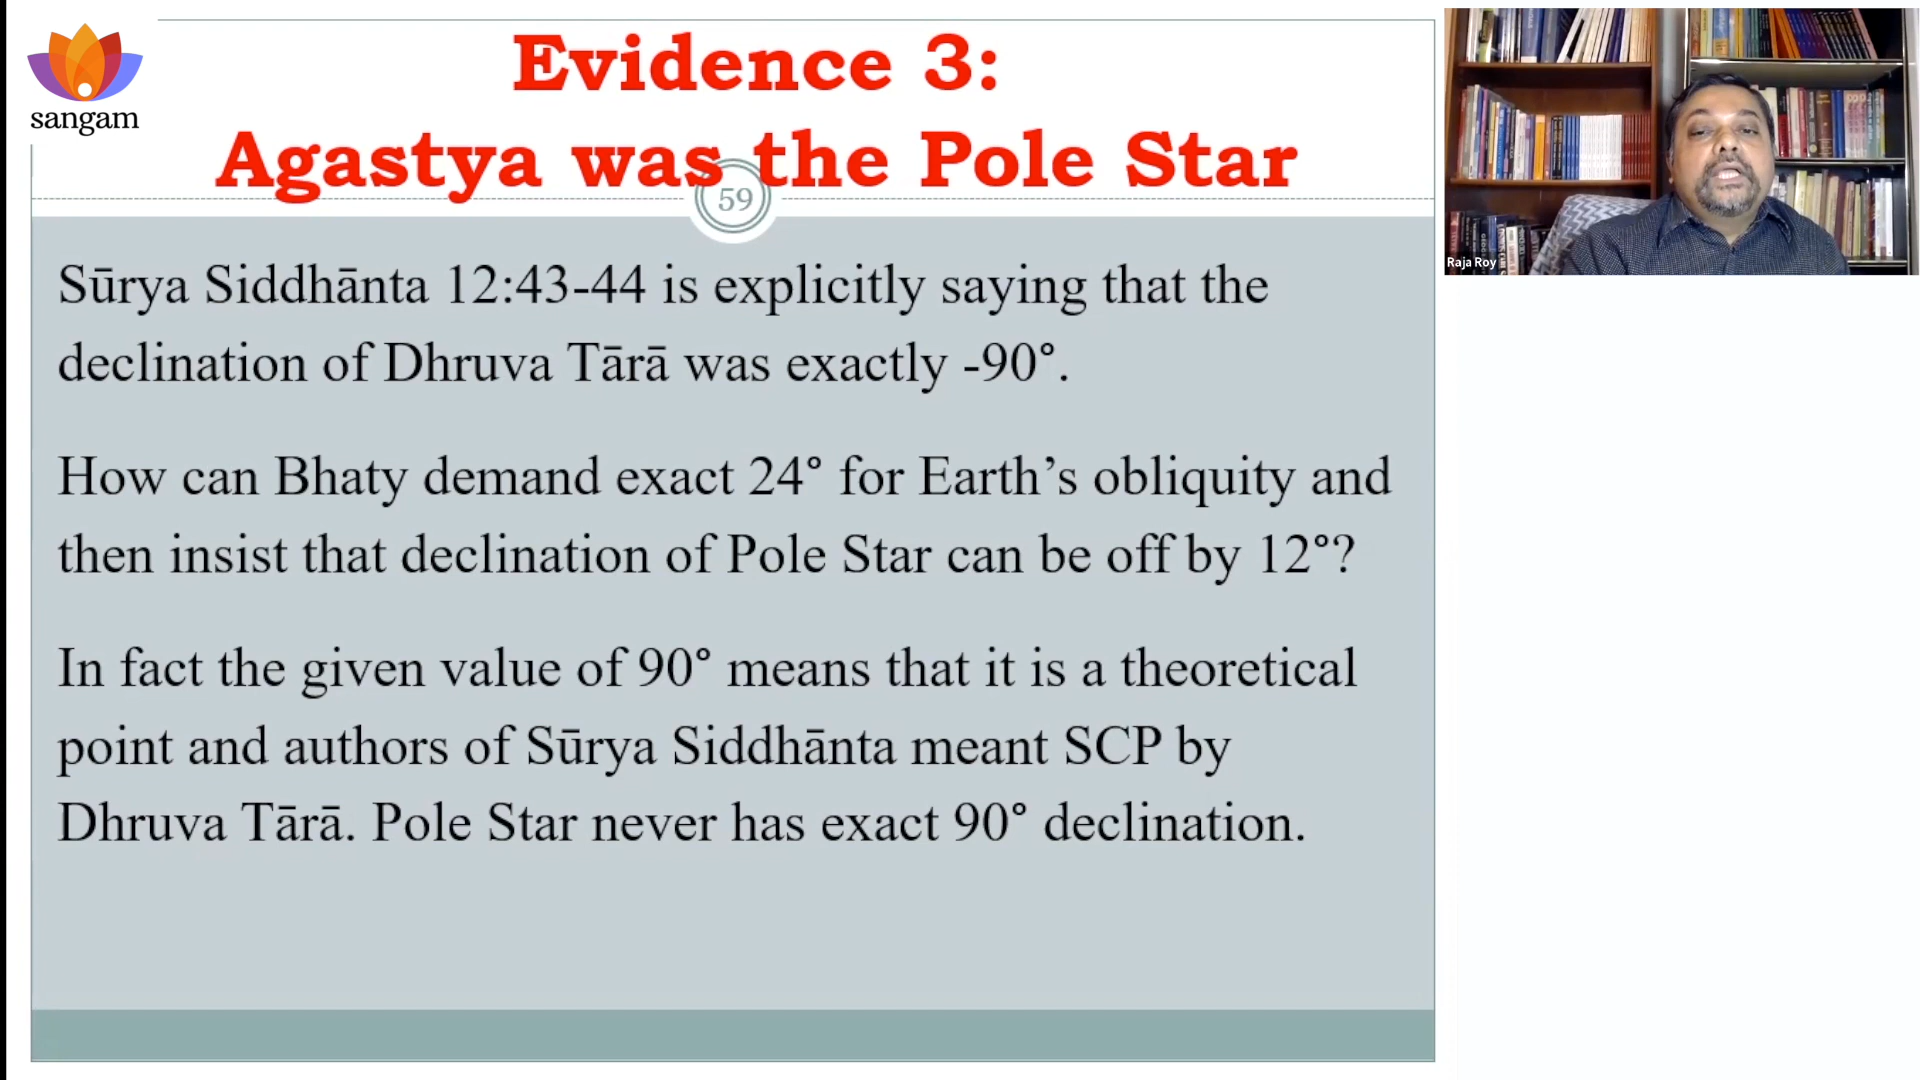 sangam
Evidence 3:
Agastya was the Pole Star
59
Sūrya Siddhānta 12:43-44 is explicitly saying that the
declination of Dhruva Tārā was exactly -90°.
How can Bhaty demand exact 24° for Earth’s obliquity and
then insist that declination of Pole Star can be off by 12°?
In fact the given value of 90° means that it is a theoretical
point and authors of Sūrya Siddhānta meant SCP by
Dhruva Tārā. Pole Star never has exact 90° declination.
Raja Roy